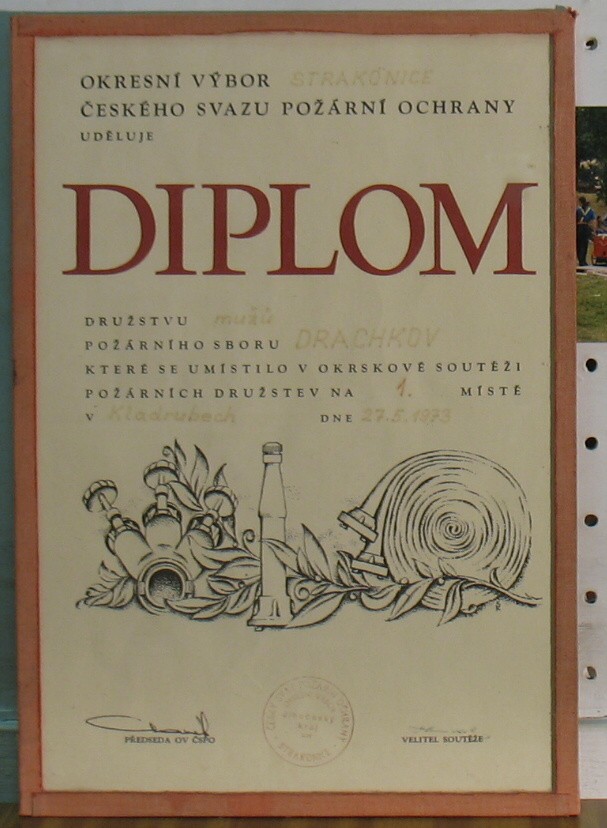 OKRESNÍ VÝBOR STRAKONICE
ČESKÉHO SVAZU POŽÁRNÍ OCHRANY
UDĚLUJE
DIPLOM
DRUŽSTVU mužů
POŽÁRNÍHO SBORU DRACHKOV
KTERÉ SE UMÍSTILO V OKRSKOVÉ SOUTĚŽI
POŽÁRNÍCH DRUŽSTEV NA 1. MÍSTĚ
V Kladrubech DNE 27.5.1973
PŘEDSEDA OV ČSPO
VELITEL SOUTĚŽE